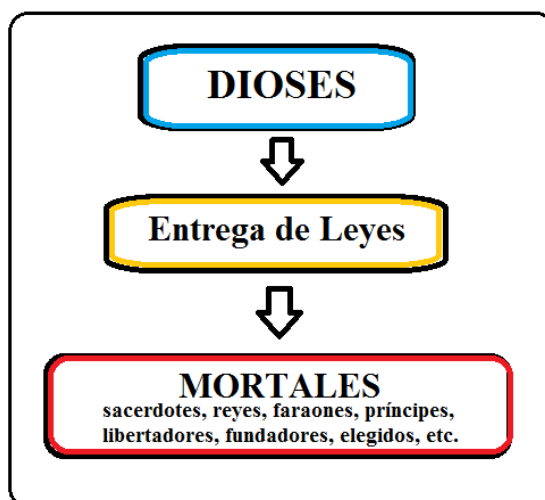 DIOSES
Entrega de Leyes
MORTALES
sacerdotes, reyes, faraones, príncipes,
libertadores, fundadores, elegidos, etc.